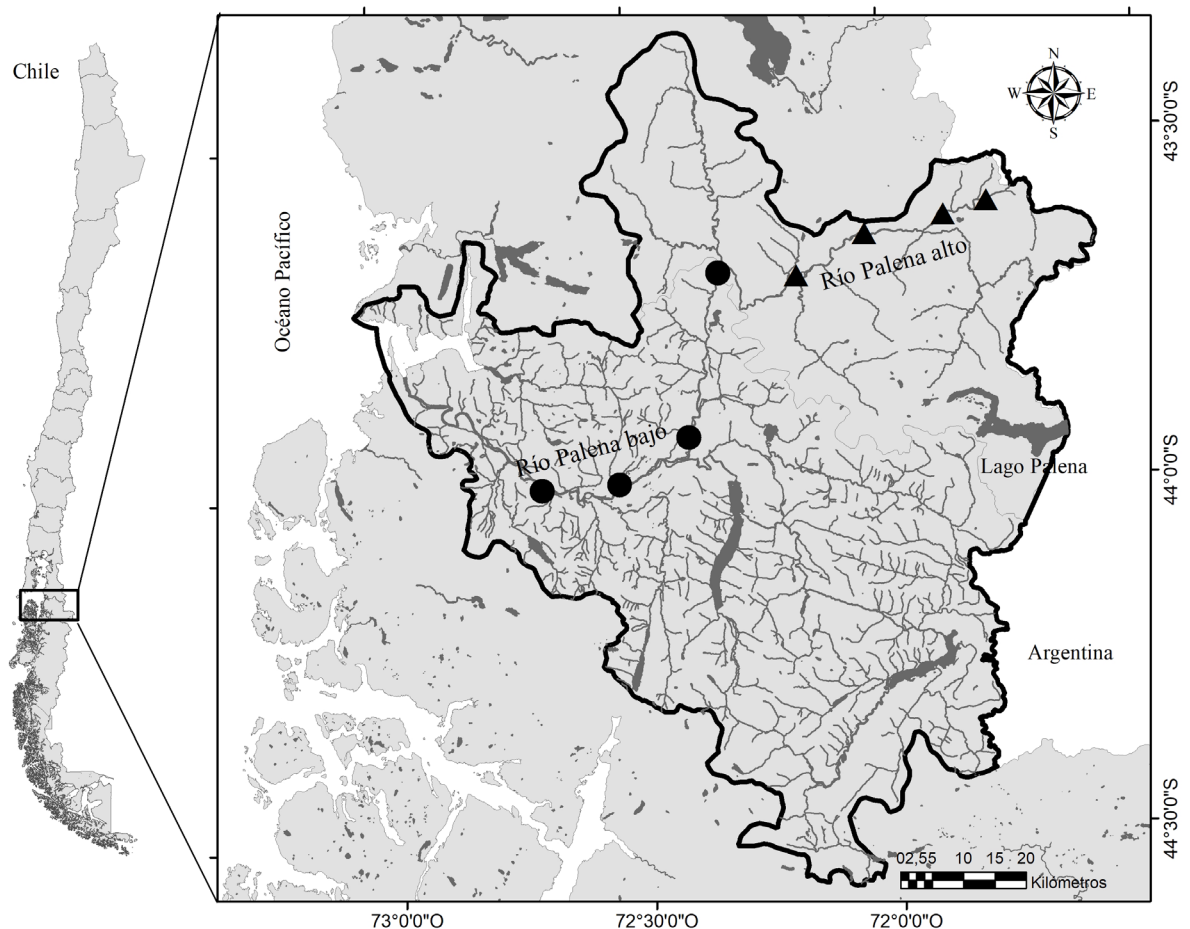 Chile
N
W
E
S
43°30'0"S
Océano Pacífico
Río Palena alto
Río Palena bajo
44°0'0"S
Lago Palena
Argentina
44°30'0"S
02,55 10 15 20
Kilómetros
73°0'0"O
72°30'0"O
72°0'0"O